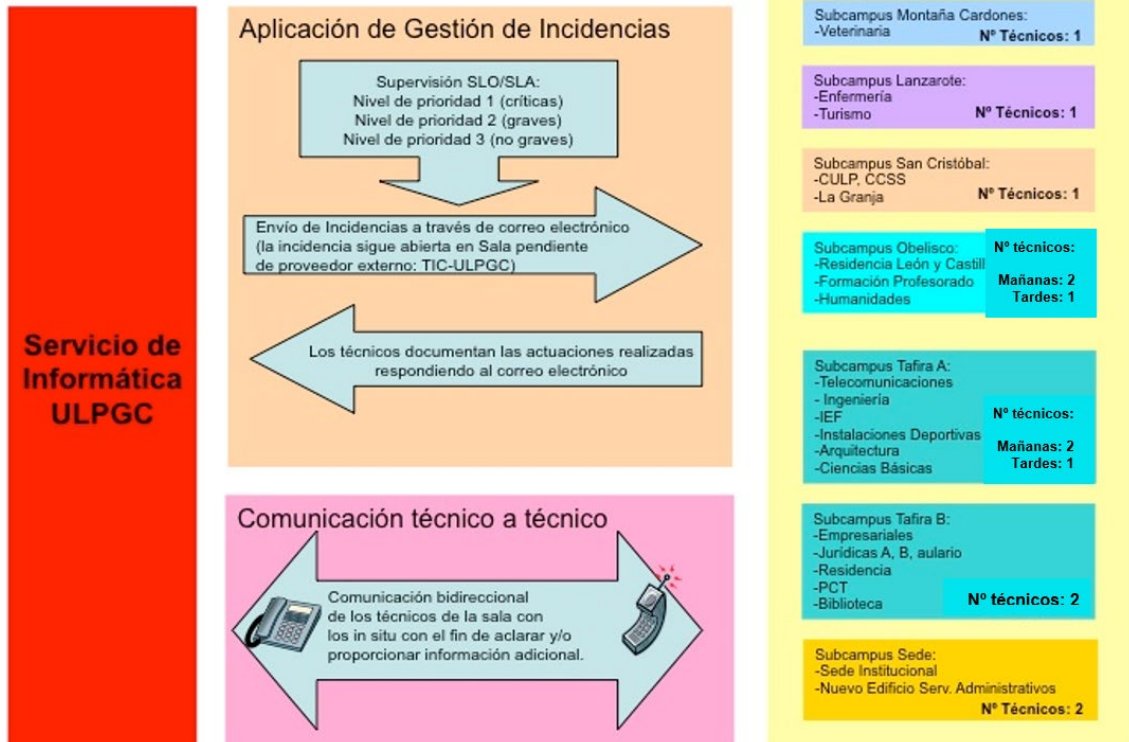 Servicio de
Informática
ULPGC
Aplicación de Gestión de Incidencias
Supervisión SLO/SLA:
Nivel de prioridad 1 (críticas)
Nivel de prioridad 2 (graves)
Nivel de prioridad 3 (no graves)
Envío de Incidencias a través de correo electrónico
(la incidencia sigue abierta en Sala pendiente
de proveedor externo: TIC-ULPGC)
Los técnicos documentan las actuaciones realizadas
respondiendo al correo electrónico
Comunicación técnico a técnico
Comunicación bidireccional
de los técnicos de la sala con
los in situ con el fin de aclarar y/o
proporcionar información adicional.
Subcampus Montaña Cardones:
-Veterinaria
Nº Técnicos: 1
Subcampus Lanzarote:
-Enfermería
-Turismo
Nº Técnicos: 1
Subcampus San Cristóbal:
-CULP, CCSS
-La Granja
Nº Técnicos: 1
Subcampus Obelisco:
-Residencia León y Castill
-Formación Profesorado
-Humanidades
Nº técnicos:
Mañanas: 2
Tardes: 1
Subcampus Tafira A:
-Telecomunicaciones
- Ingeniería
-IEF
-Instalaciones Deportivas
-Arquitectura
-Ciencias Básicas
Nº técnicos:
Mañanas: 2
Tardes: 1
Subcampus Tafira B:
-Empresariales
-Jurídicas A, B, aulario
-Residencia
-PCT
-Biblioteca
Nº técnicos: 2
Subcampus Sede:
-Sede Institucional
-Nuevo Edificio Serv. Administrativos
Nº Técnicos: 2